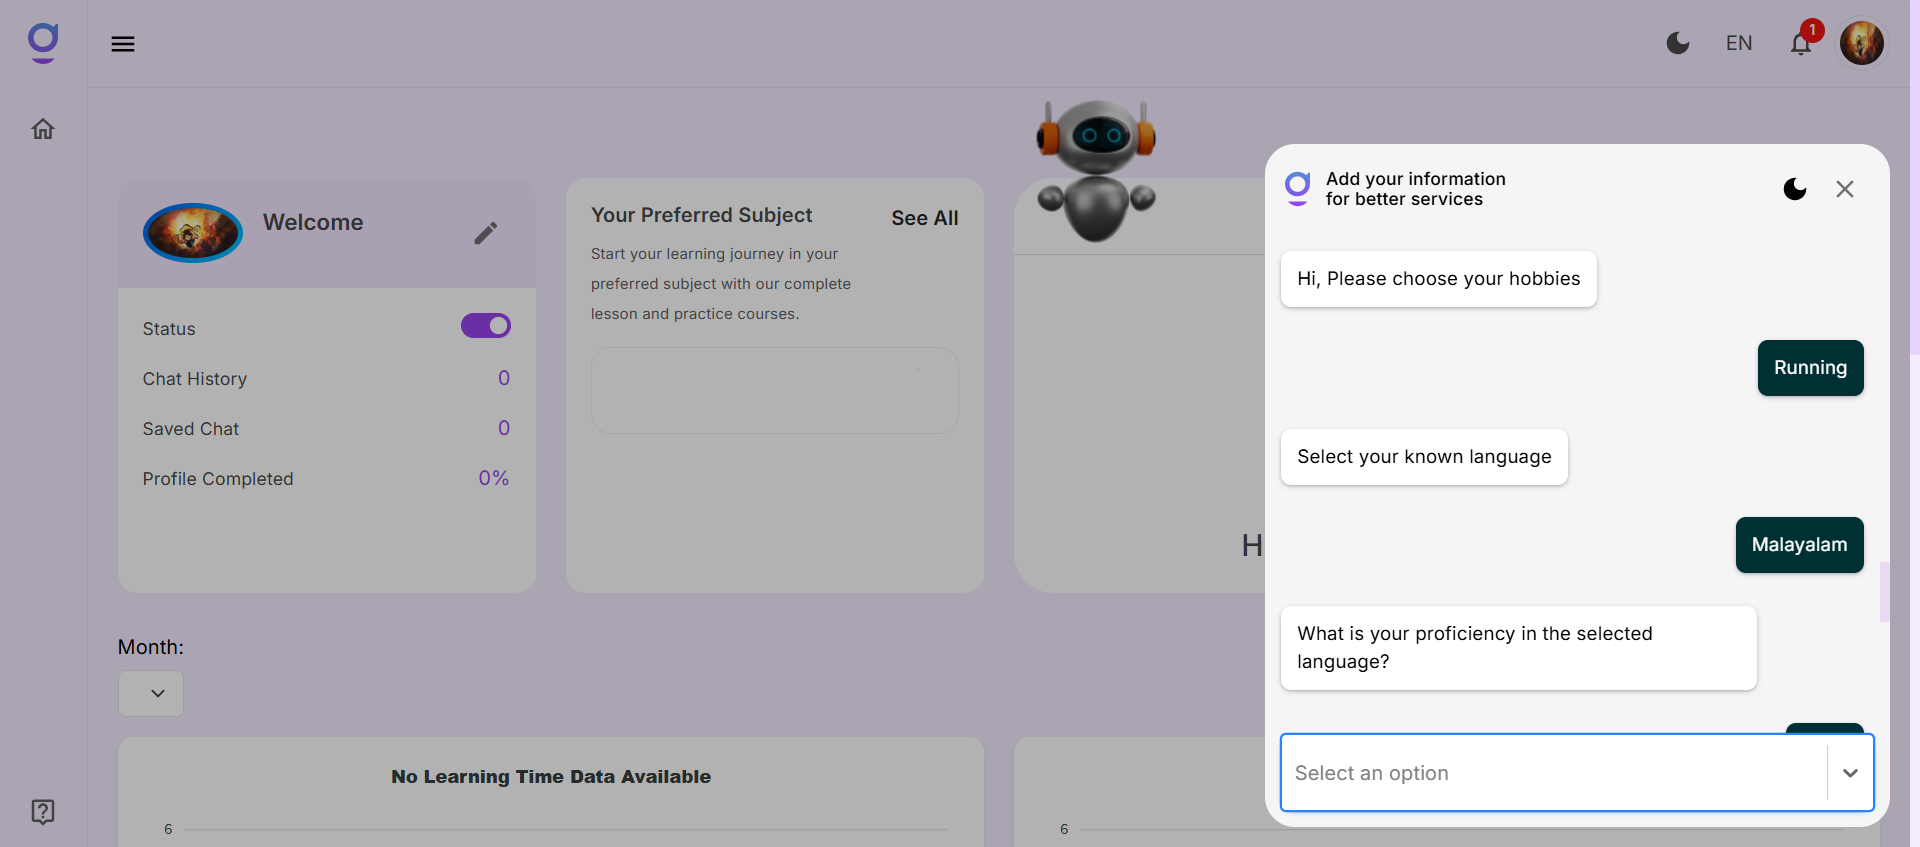 EN
1
Welcome
Status
Chat History 0
Saved Chat 0
Profile Completed 0%
Your Preferred Subject
See All
Start your learning journey in your
preferred subject with our complete
lesson and practice courses.
H
Month:
No Learning Time Data Available
6
6
Add your information
for better services
Hi, Please choose your hobbies
Running
Select your known language
Malayalam
What is your proficiency in the selected
language?
Select an option